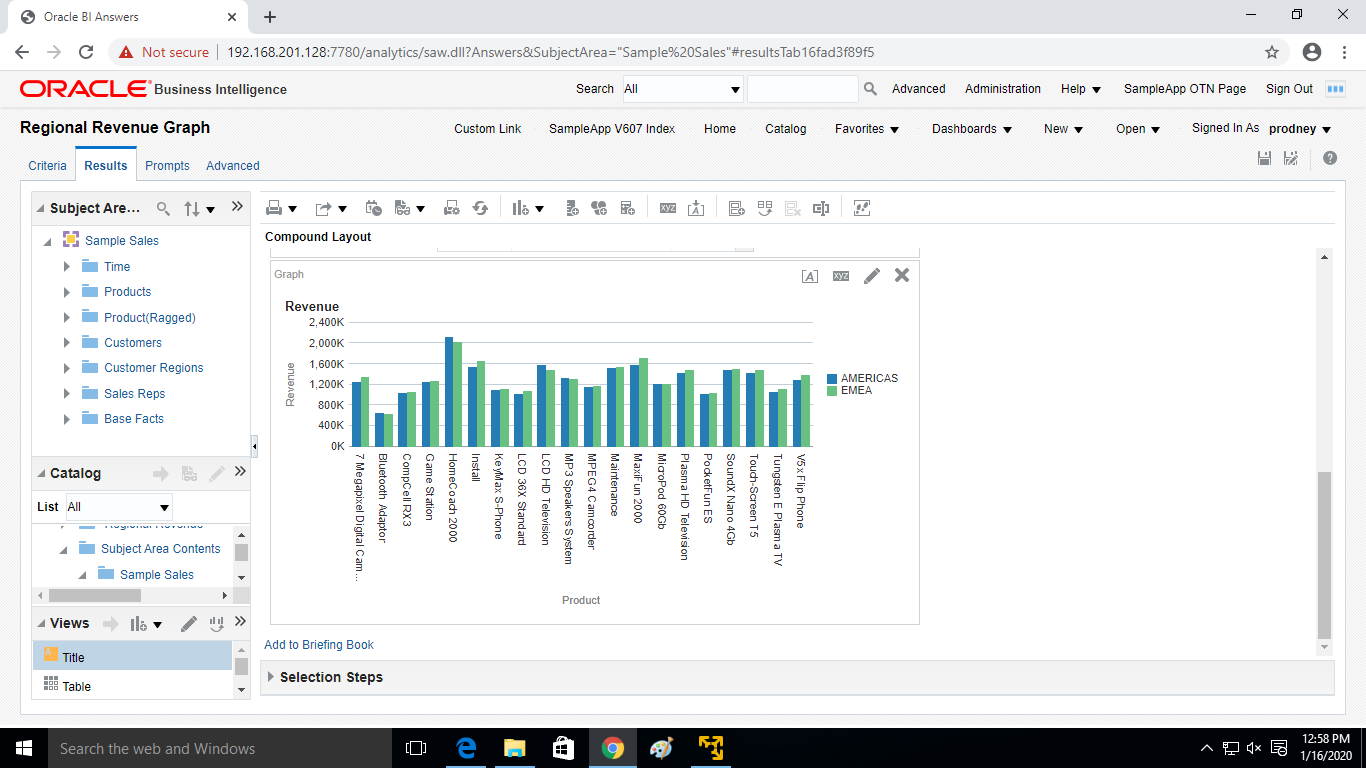 Oracle BI Answers
Not secure 192.168.201.128:7780/analytics/saw.dll?Answers&SubjectArea="Sample%20Sales"#resultsTab16fad3f89f5
ORACLE Business Intelligence
Search All Advanced Administration Help SampleApp OTN Page Sign Out
Regional Revenue Graph
Custom Link SampleApp V607 Index Home Catalog Favorites Dashboards New Open Signed In As prodney
Criteria Results Prompts Advanced
Subject Are...
Sample Sales
Time
Products
Product(Ragged)
Customers
Customer Regions
Sales Reps
Base Facts
Catalog
List All
Regional Revenue
Subject Area Contents
Sample Sales
Views
Title
Table
xyz A
Compound Layout
Graph
A xyz
Revenue
2,400K
2,000K
1,600K
1,200K
800K
400K
0K
Revenue
AMERICAS
EMEA
7 Megapixel Digital Cam...
Bluetooth Adaptor
CompCell RX3
Game Station
HomeCoach 2000
Install
KeyMax S-Phone
LCD 36X Standard
LCD HD Television
MP3 Speakers System
MPEG4 Camcorder
Maintenance
MaxiFun 2000
MicroPod 60Gb
Plasma HD Television
PocketFun ES
SoundX Nano 4Gb
Touch-Screen T5
Tungsten E Plasma TV
V5x Flip Phone
Product
Add to Briefing Book
Selection Steps
Search the web and Windows
12:58 PM
1/16/2020